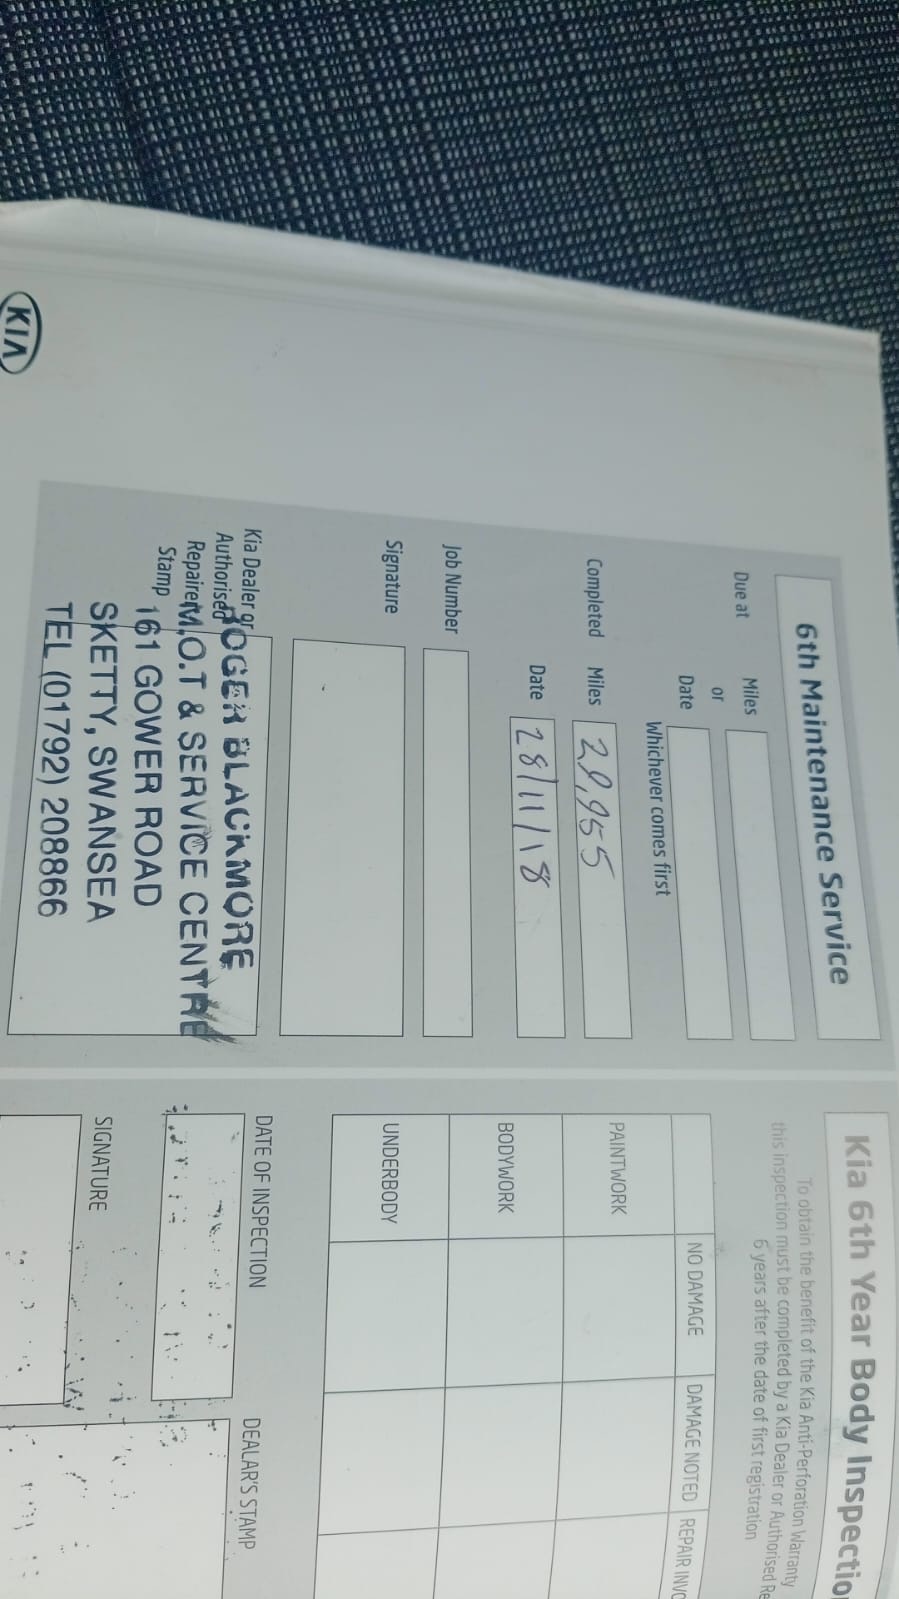 6th Maintenance Service
Due at Miles
or
Date
Whichever comes first
Completed Miles 29,955
Date 28/11/18
Job Number
Signature
Kia Dealer or
Authorised
Repairer
Stamp
ROGER BLACKMORE
M.O.T & SERVICE CENTRE
161 GOWER ROAD
SKETTY, SWANSEA
TEL (01792) 208866
KIA
Kia 6th Year Body Inspectio
To obtain the benefit of the Kia Anti-Perforation Warranty
this inspection must be completed by a Kia Dealer or Authorised Re
6 years after the date of first registration
NO DAMAGE DAMAGE NOTED REPAIR INVO
PAINTWORK
BODYWORK
UNDERBODY
DATE OF INSPECTION DEALAR'S STAMP
SIGNATURE